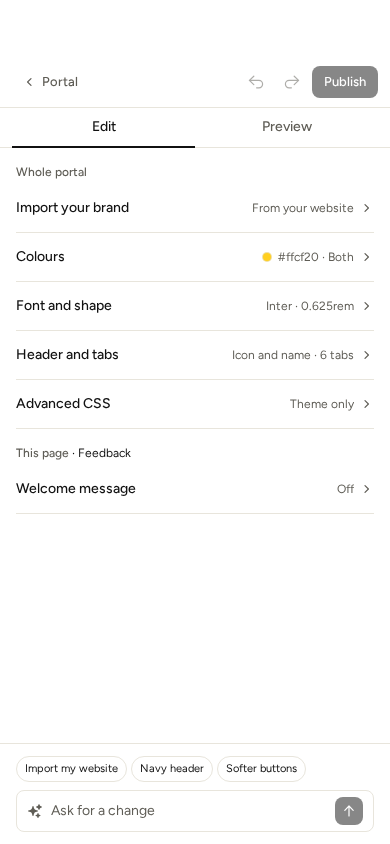 Portal
Publish
Edit
Preview
Whole portal
Import your brand
From your website
Colours
#ffcf20 · Both
Font and shape
Inter · 0.625rem
Header and tabs
Icon and name · 6 tabs
Advanced CSS
Theme only
This page · Feedback
Welcome message
Off
Import my website
Navy header
Softer buttons
Ask for a change